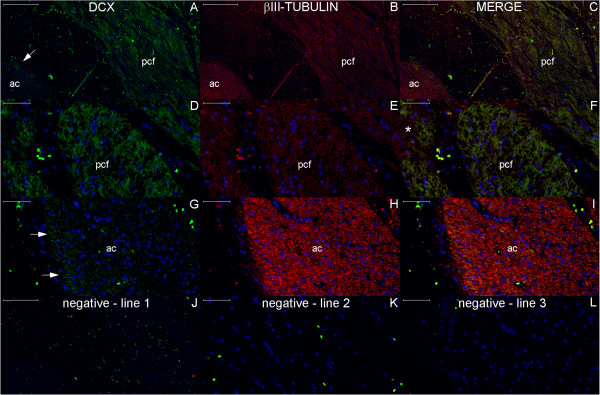 DCX A βIII-TUBULIN B MERGE C
pcf pcf pcf
ac ac ac
D E F
*
pcf pcf pcf
G H I
ac ac ac
negative - line 1 J negative - line 2 K negative - line 3 L